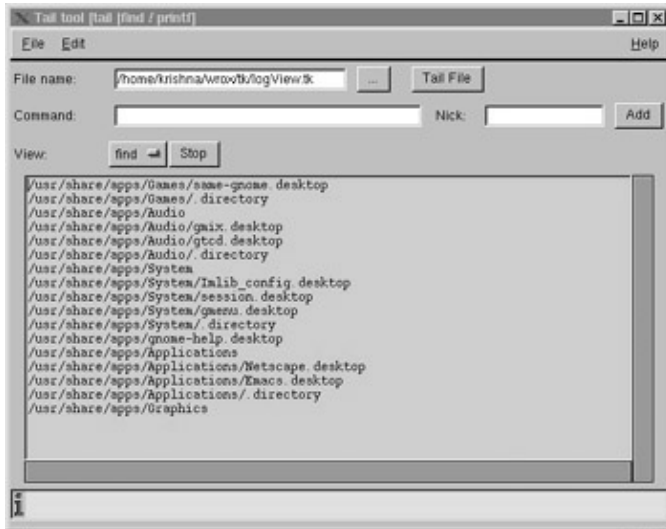 Tail tool [tail |find / printf]
File Edit Help
File name: /home/krishna/wrox/tk/logView.tk ... Tail File
Command: Nick: Add
View: find Stop
/usr/share/apps/Games/same-gnome.desktop
/usr/share/apps/Games/.directory
/usr/share/apps/Audio
/usr/share/apps/Audio/gmix.desktop
/usr/share/apps/Audio/gtcd.desktop
/usr/share/apps/Audio/.directory
/usr/share/apps/System
/usr/share/apps/System/Imlib_config.desktop
/usr/share/apps/System/session.desktop
/usr/share/apps/System/gmenu.desktop
/usr/share/apps/System/.directory
/usr/share/apps/gnome-help.desktop
/usr/share/apps/Applications
/usr/share/apps/Applications/Netscape.desktop
/usr/share/apps/Applications/Emacs.desktop
/usr/share/apps/Applications/.directory
/usr/share/apps/Graphics
i